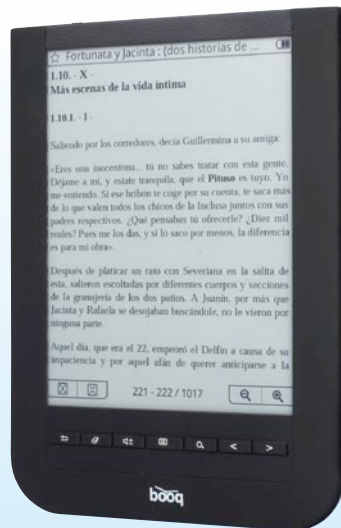 Fortunata y Jacinta : (dos historias de ...
1.10. - X -
Más escenas de la vida íntima
1.10.1. - I -
Saliendo por los corredores, decía Guillermina a su amiga:
«Eres una inocentona... tú no sabes tratar con esta gente.
Déjame a mí, y estate tranquila, que el Pituso es tuyo. Yo
me entiendo. Si ese bribón te coge por su cuenta, te saca más
de lo que valen todos los chicos de la Inclusa juntos con sus
padres respectivos. ¿Qué pensabas tú ofrecerle? ¿Diez mil
reales? Pues me los das, y si lo saco por menos, la diferencia
es para mi obra».
Después de platicar un rato con Severiana en la salita de
esta, salieron escoltadas por diferentes cuerpos y secciones
de la granujería de los dos patios. A Juanín, por más que
Jacinta y Rafaela se desojaban buscándole, no le vieron por
ninguna parte.
Aquel día, que era el 22, empeoró el Delfín a causa de su
impaciencia y por aquel afán de querer anticiparse a la
221 - 222 / 1017
booq